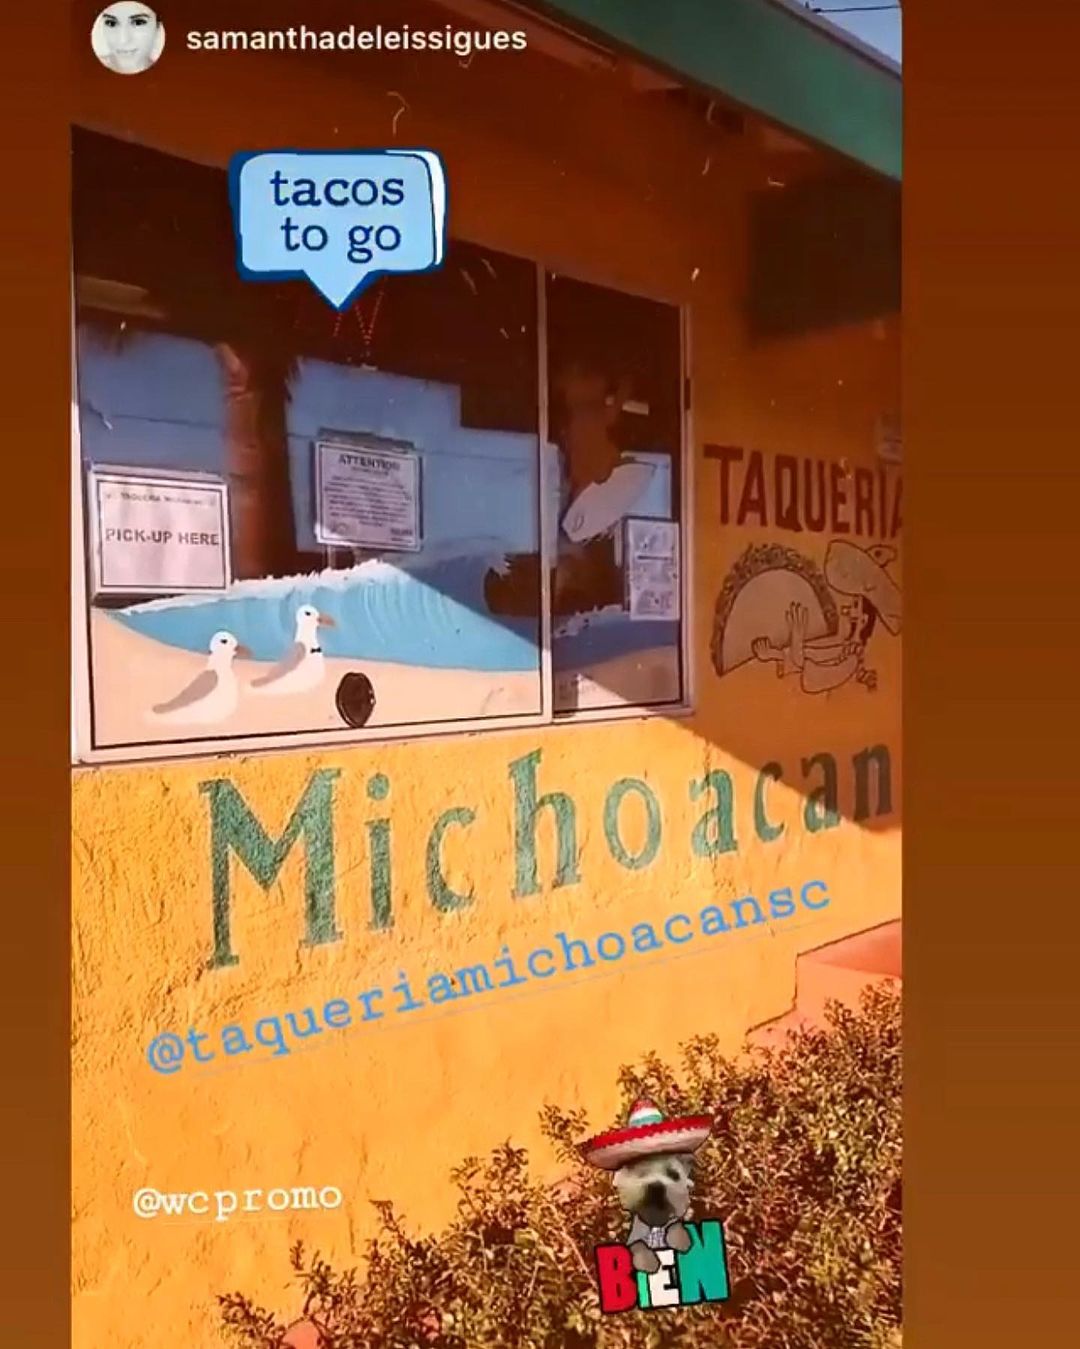 samanthadeleissigues
tacos
to go
ATTENTION
PICK-UP HERE
TAQUERIA
Michoacan
@taqueriamichoacansc
@wcpromo
BIEN